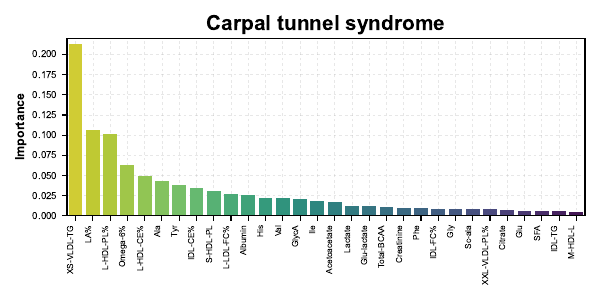 Carpal tunnel syndrome
Importance
0.200
0.175
0.150
0.125
0.100
0.075
0.050
0.025
0.000
XS-VLDL-TG
LA%
L-HDL-PL%
Omega-6%
L-HDL-CE%
Ala
Tyr
IDL-CE%
S-HDL-PL
L-LDL-FC%
Albumin
His
Val
GlycA
Ile
Acetoacetate
Lactate
Glu-lactate
Total-BCAA
Creatinine
Phe
IDL-FC%
Gly
Sc-ala
XXL-VLDL-PL%
Citrate
Glu
SFA
IDL-TG
M-HDL-L